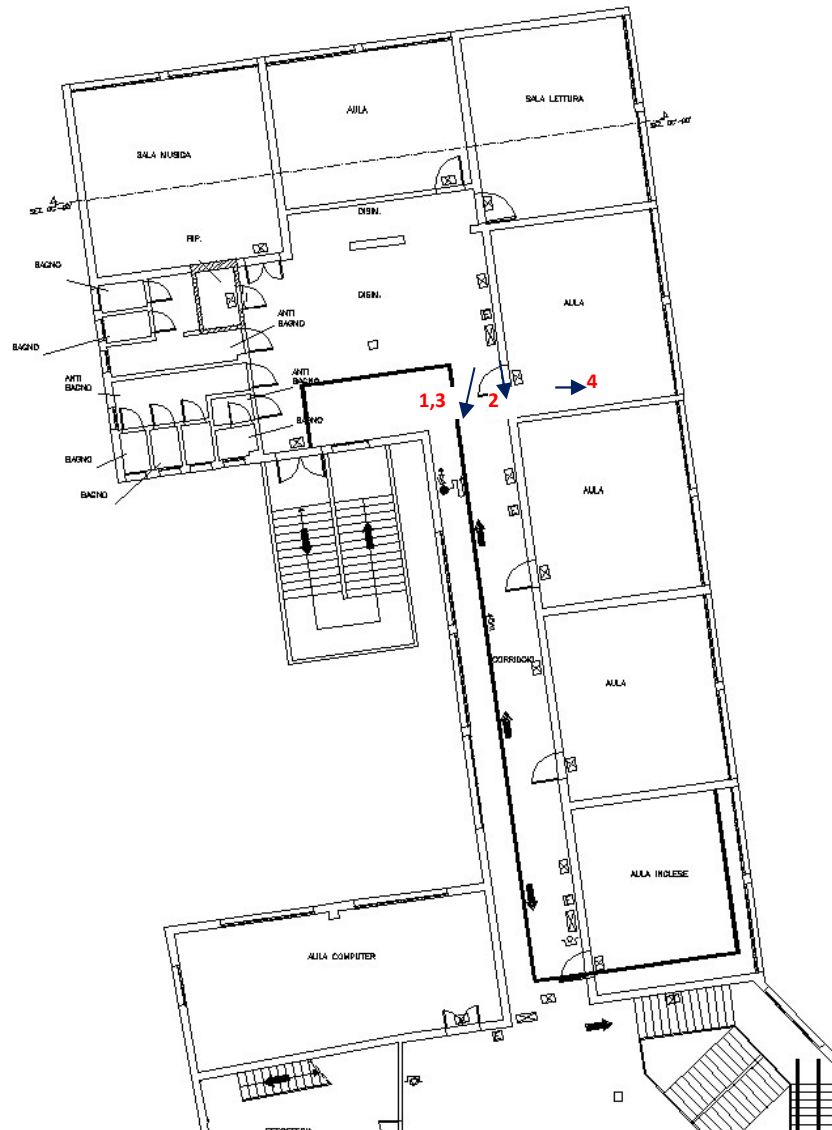 SALA LETTURA
AULA
SALA MUSICA
DISIN.
RIP.
BAGNO
AULA
DISIN.
ANTI
BAGNO
BAGNO
ANTI
BAGNO
ANTI
BAGNO
1,3
2
4
BAGNO
BAGNO
BAGNO
AULA
CORRIDOIO
AULA
AULA INGLESE
AULA COMPUTER